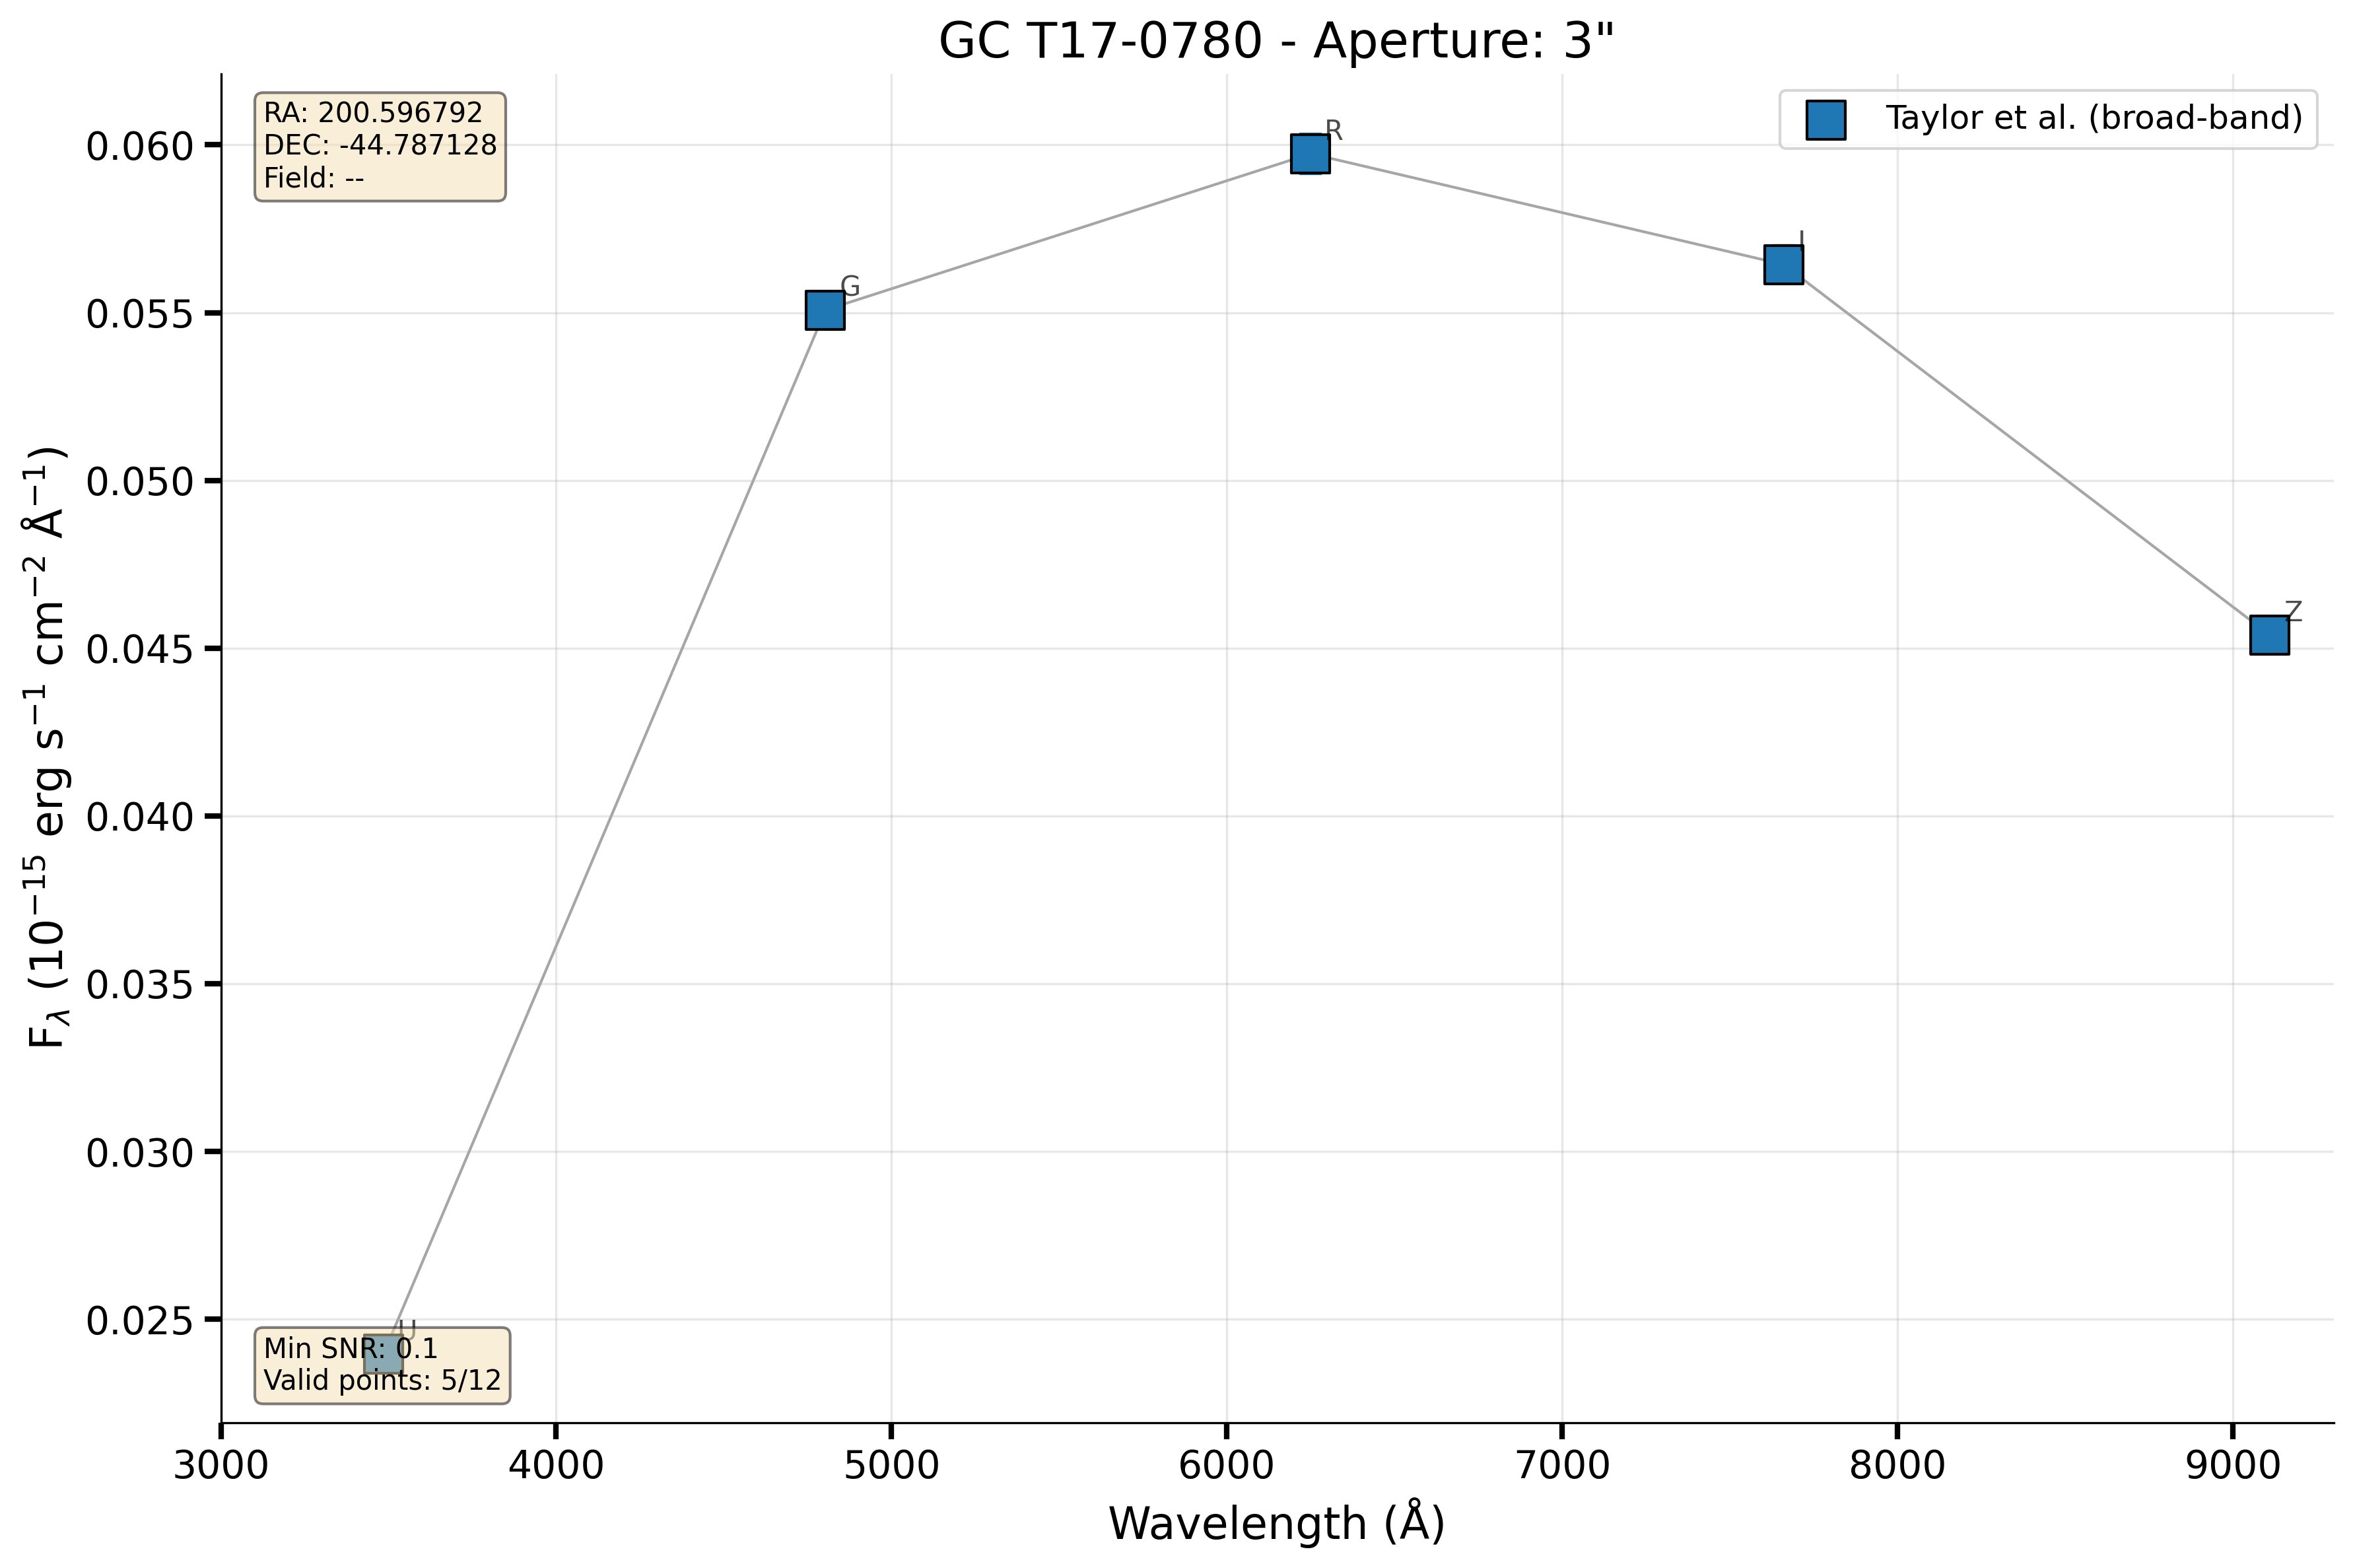 GC T17-0780 - Aperture: 3"
RA: 200.596792
DEC: -44.787128
Field: --
Taylor et al. (broad-band)
R
I
G
Z
U
Min SNR: 0.1
Valid points: 5/12
0.060
0.055
0.050
0.045
0.040
0.035
0.030
0.025
F_λ (10⁻¹⁵ erg s⁻¹ cm⁻² Å⁻¹)
3000 4000 5000 6000 7000 8000 9000
Wavelength (Å)